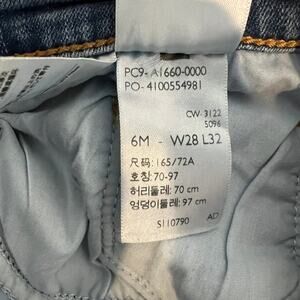 PC9- A1660-0000
PO- 4100554981
CW-3122
5096
6M - W28 L32
尺码: 165/72A
호칭: 70-97
허리둘레: 70 cm
엉덩이둘레: 97 cm
S110790 AD